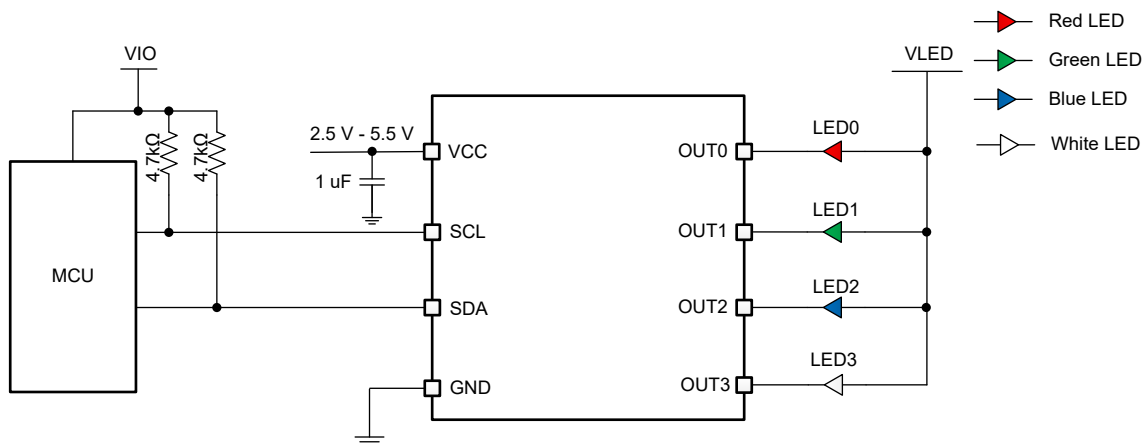 VIO
4.7kΩ
4.7kΩ
MCU
2.5 V - 5.5 V
1 uF
VCC
SCL
SDA
GND
OUT0
OUT1
OUT2
OUT3
LED0
LED1
LED2
LED3
VLED
Red LED
Green LED
Blue LED
White LED